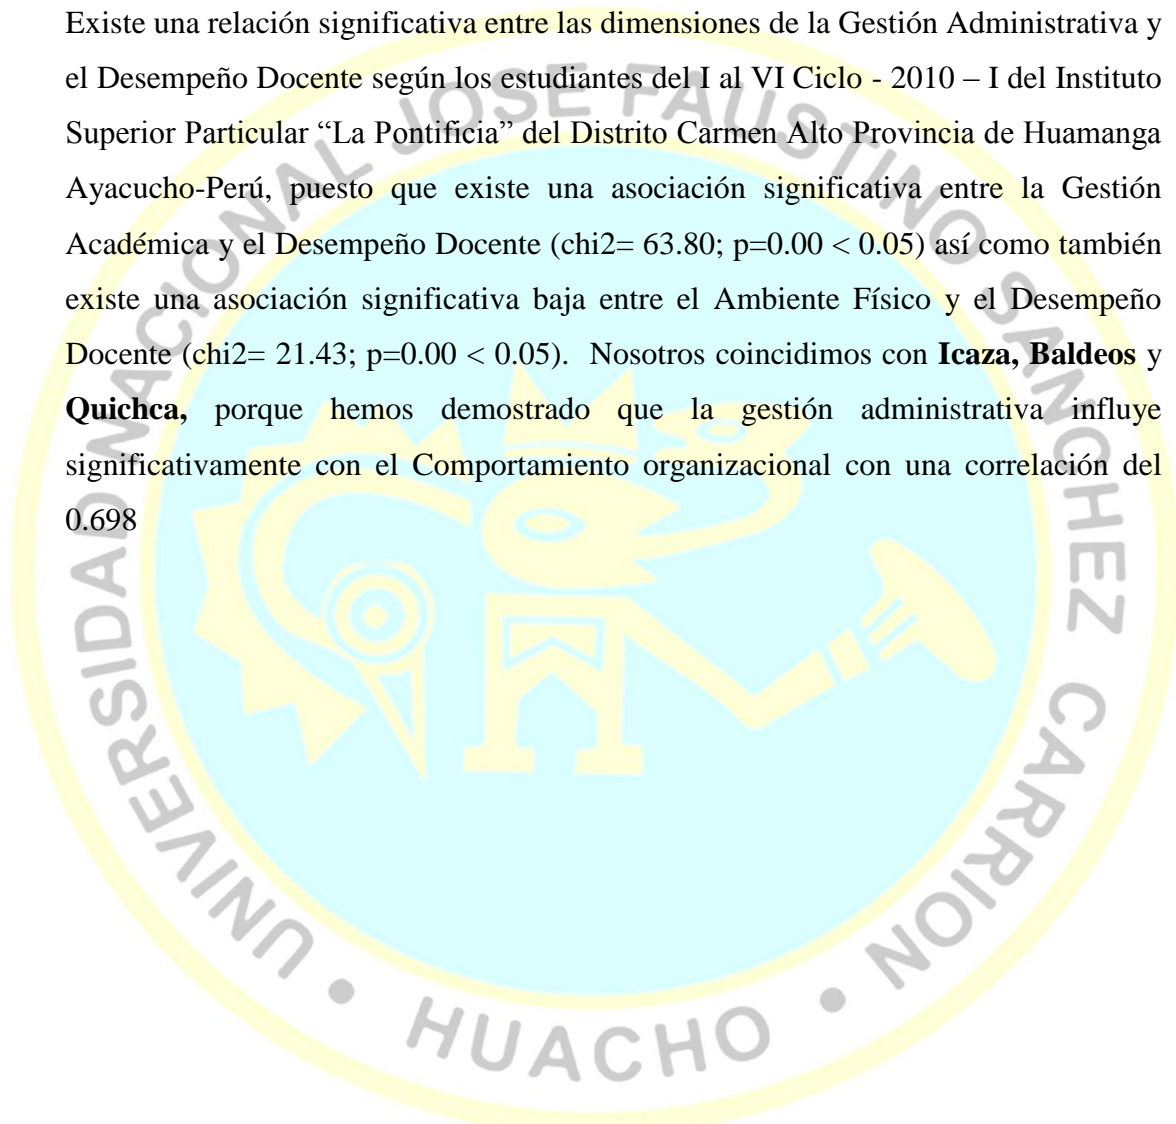 Existe una relación significativa entre las dimensiones de la Gestión Administrativa y
el Desempeño Docente según los estudiantes del I al VI Ciclo - 2010 – I del Instituto
Superior Particular “La Pontificia” del Distrito Carmen Alto Provincia de Huamanga
Ayacucho-Perú, puesto que existe una asociación significativa entre la Gestión
Académica y el Desempeño Docente (chi2= 63.80; p=0.00 < 0.05) así como también
existe una asociación significativa baja entre el Ambiente Físico y el Desempeño
Docente (chi2= 21.43; p=0.00 < 0.05). Nosotros coincidimos con Icaza, Baldeos y
Quichca, porque hemos demostrado que la gestión administrativa influye
significativamente con el Comportamiento organizacional con una correlación del
0.698
UNIVERSIDAD NACIONAL JOSE FAUSTINO SANCHEZ CARRION
• HUACHO •